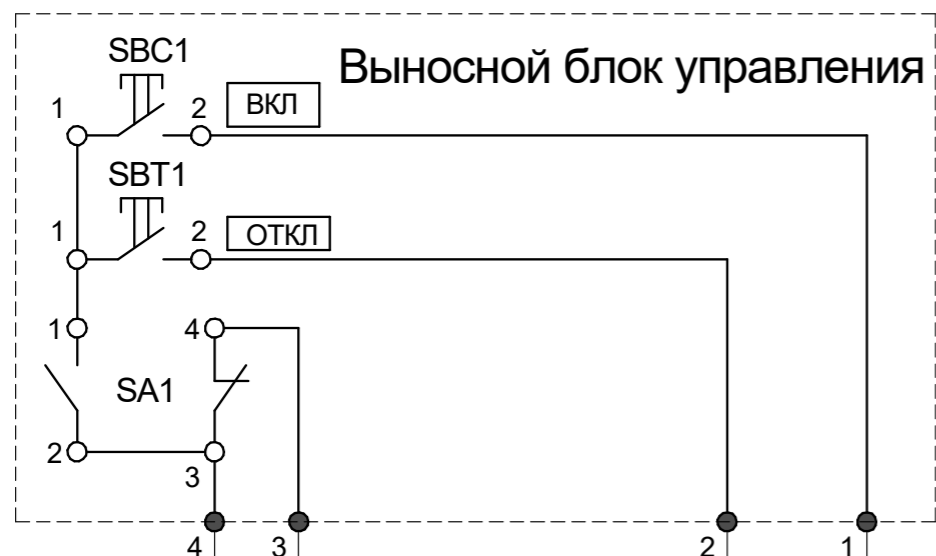 SBC1
Выносной блок управления
1 2 ВКЛ
SBT1
1 2 ОТКЛ
1 4
SA1
2 3
4 3 2 1